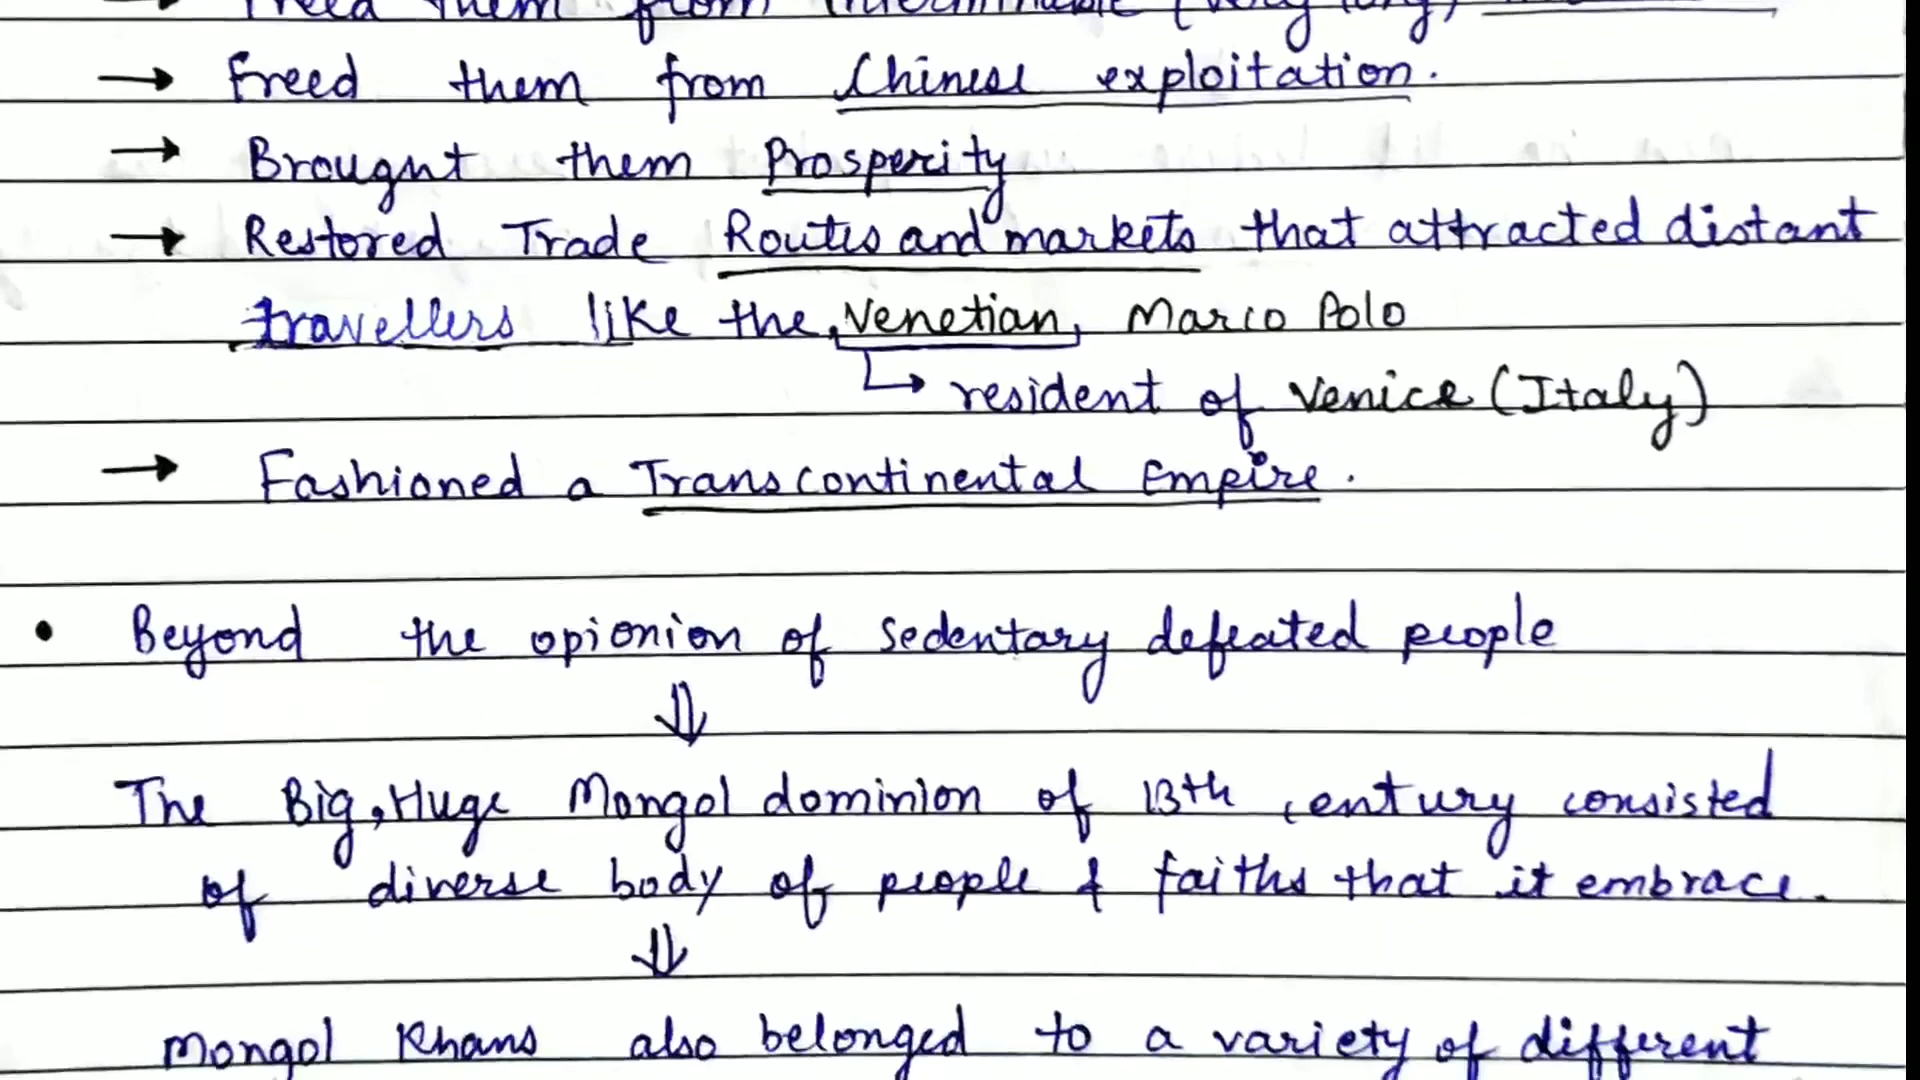 → Freed them from
→ Freed them from Chinese exploitation.
→ Brought them Prosperity
→ Restored Trade Routes and markets that attracted distant
travellers like the Venetian, Marco Polo
↳ resident of Venice (Italy)
→ Fashioned a Transcontinental Empire.
• Beyond the opionion of sedentary defeated people
⇓
The Big, Huge Mongol dominion of 13th century consisted
of diverse body of people & faiths that it embrace.
⇓
Mongol Khans also belonged to a variety of different